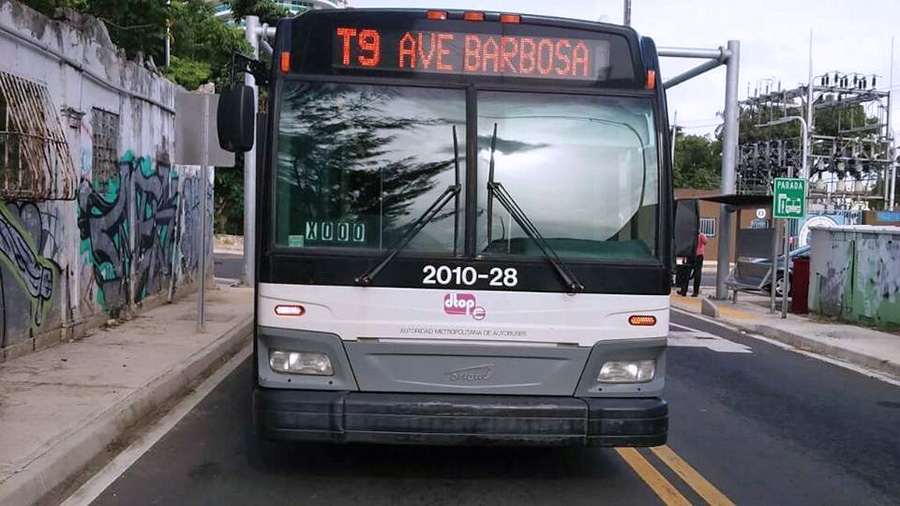 T9 AVE BARBOSA
X000
2010-28
dtop
AUTORIDAD METROPOLITANA DE AUTOBUSES
Orion
PARADA